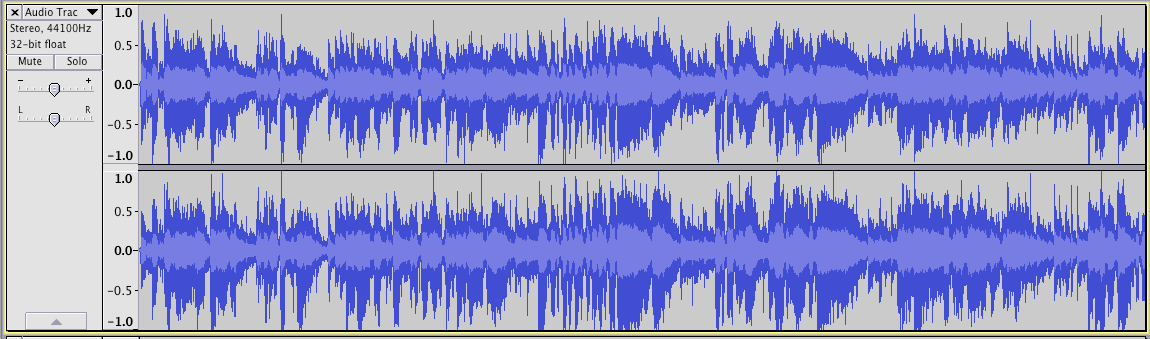 × Audio Trac ▼
Stereo, 44100Hz
32-bit float
Mute Solo
- +
L R
1.0
0.5-
0.0-
-0.5-
-1.0
1.0
0.5-
0.0-
-0.5-
-1.0